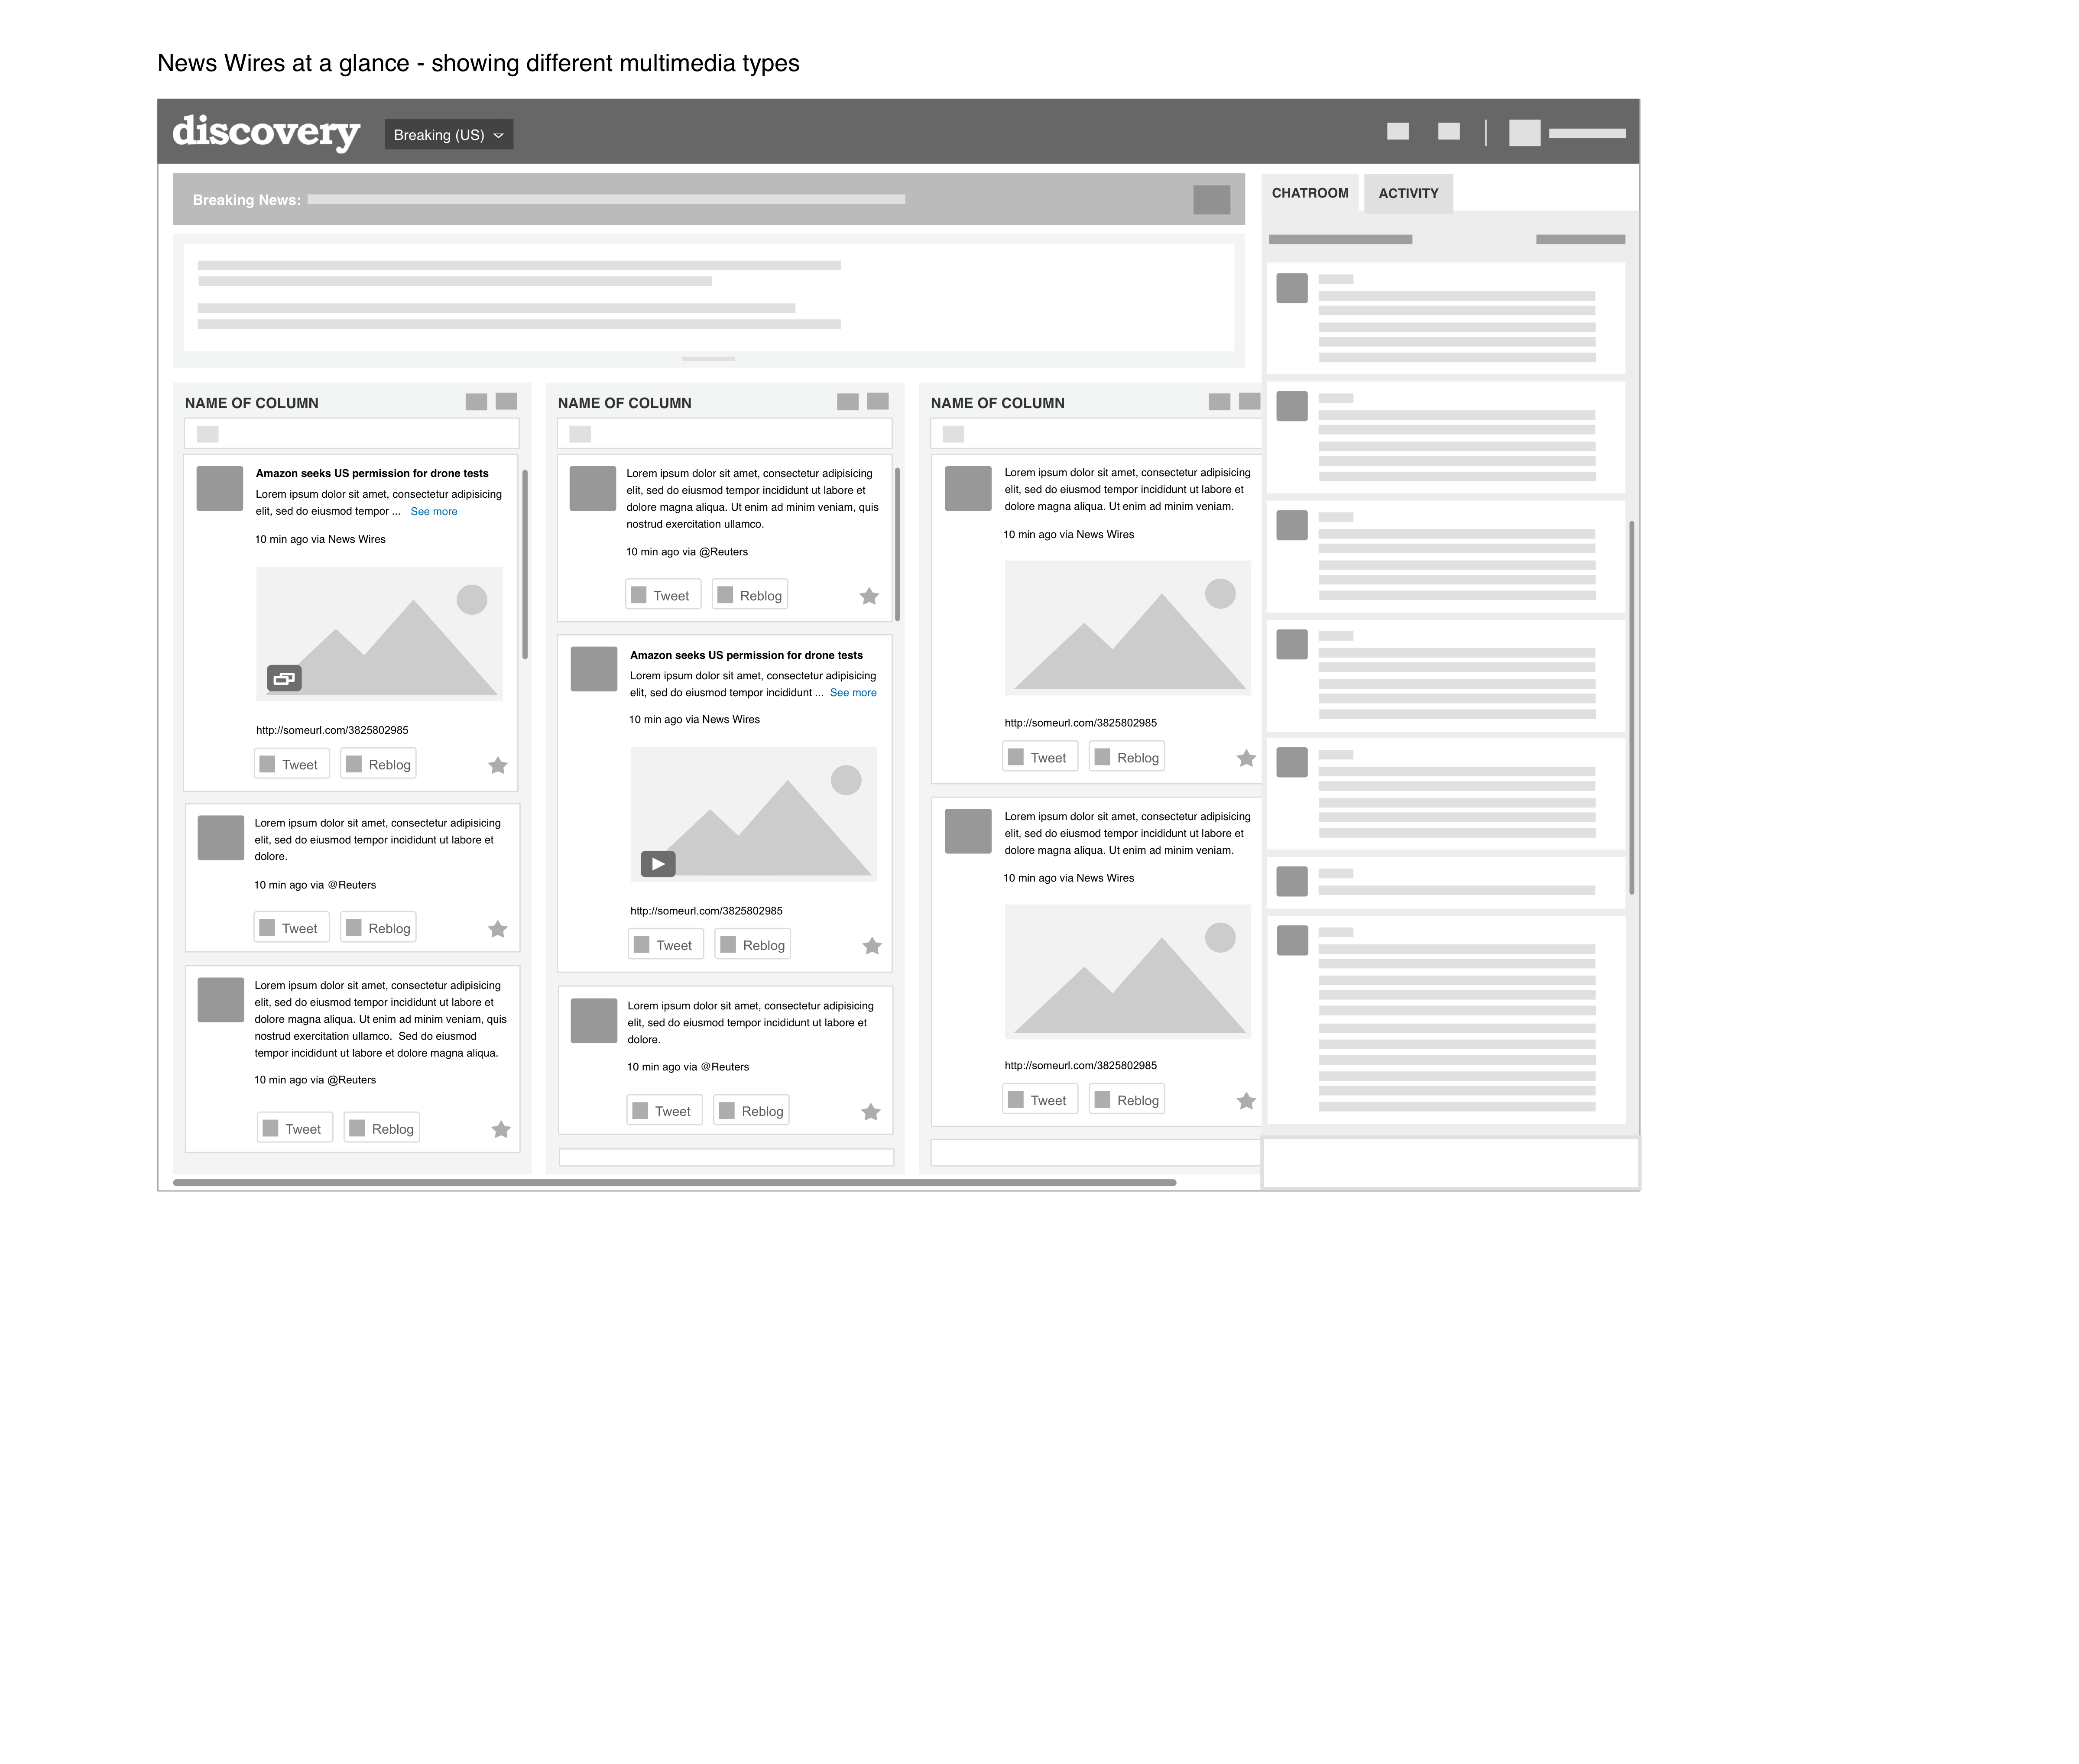 News Wires at a glance - showing different multimedia types
discovery
Breaking (US)
Breaking News:
CHATROOM
ACTIVITY
NAME OF COLUMN
Amazon seeks US permission for drone tests
Lorem ipsum dolor sit amet, consectetur adipisicing
elit, sed do eiusmod tempor ... See more
10 min ago via News Wires
http://someurl.com/3825802985
Tweet
Reblog
Lorem ipsum dolor sit amet, consectetur adipisicing
elit, sed do eiusmod tempor incididunt ut labore et
dolore.
10 min ago via @Reuters
Tweet
Reblog
Lorem ipsum dolor sit amet, consectetur adipisicing
elit, sed do eiusmod tempor incididunt ut labore et
dolore magna aliqua. Ut enim ad minim veniam, quis
nostrud exercitation ullamco.  Sed do eiusmod
tempor incididunt ut labore et dolore magna aliqua.
10 min ago via @Reuters
Tweet
Reblog
NAME OF COLUMN
Lorem ipsum dolor sit amet, consectetur adipisicing
elit, sed do eiusmod tempor incididunt ut labore et
dolore magna aliqua. Ut enim ad minim veniam, quis
nostrud exercitation ullamco.
10 min ago via @Reuters
Tweet
Reblog
Amazon seeks US permission for drone tests
Lorem ipsum dolor sit amet, consectetur adipisicing
elit, sed do eiusmod tempor incididunt ... See more
10 min ago via News Wires
http://someurl.com/3825802985
Tweet
Reblog
Lorem ipsum dolor sit amet, consectetur adipisicing
elit, sed do eiusmod tempor incididunt ut labore et
dolore.
10 min ago via @Reuters
Tweet
Reblog
NAME OF COLUMN
Lorem ipsum dolor sit amet, consectetur adipisicing
elit, sed do eiusmod tempor incididunt ut labore et
dolore magna aliqua. Ut enim ad minim veniam.
10 min ago via News Wires
http://someurl.com/3825802985
Tweet
Reblog
Lorem ipsum dolor sit amet, consectetur adipisicing
elit, sed do eiusmod tempor incididunt ut labore et
dolore magna aliqua. Ut enim ad minim veniam.
10 min ago via News Wires
http://someurl.com/3825802985
Tweet
Reblog